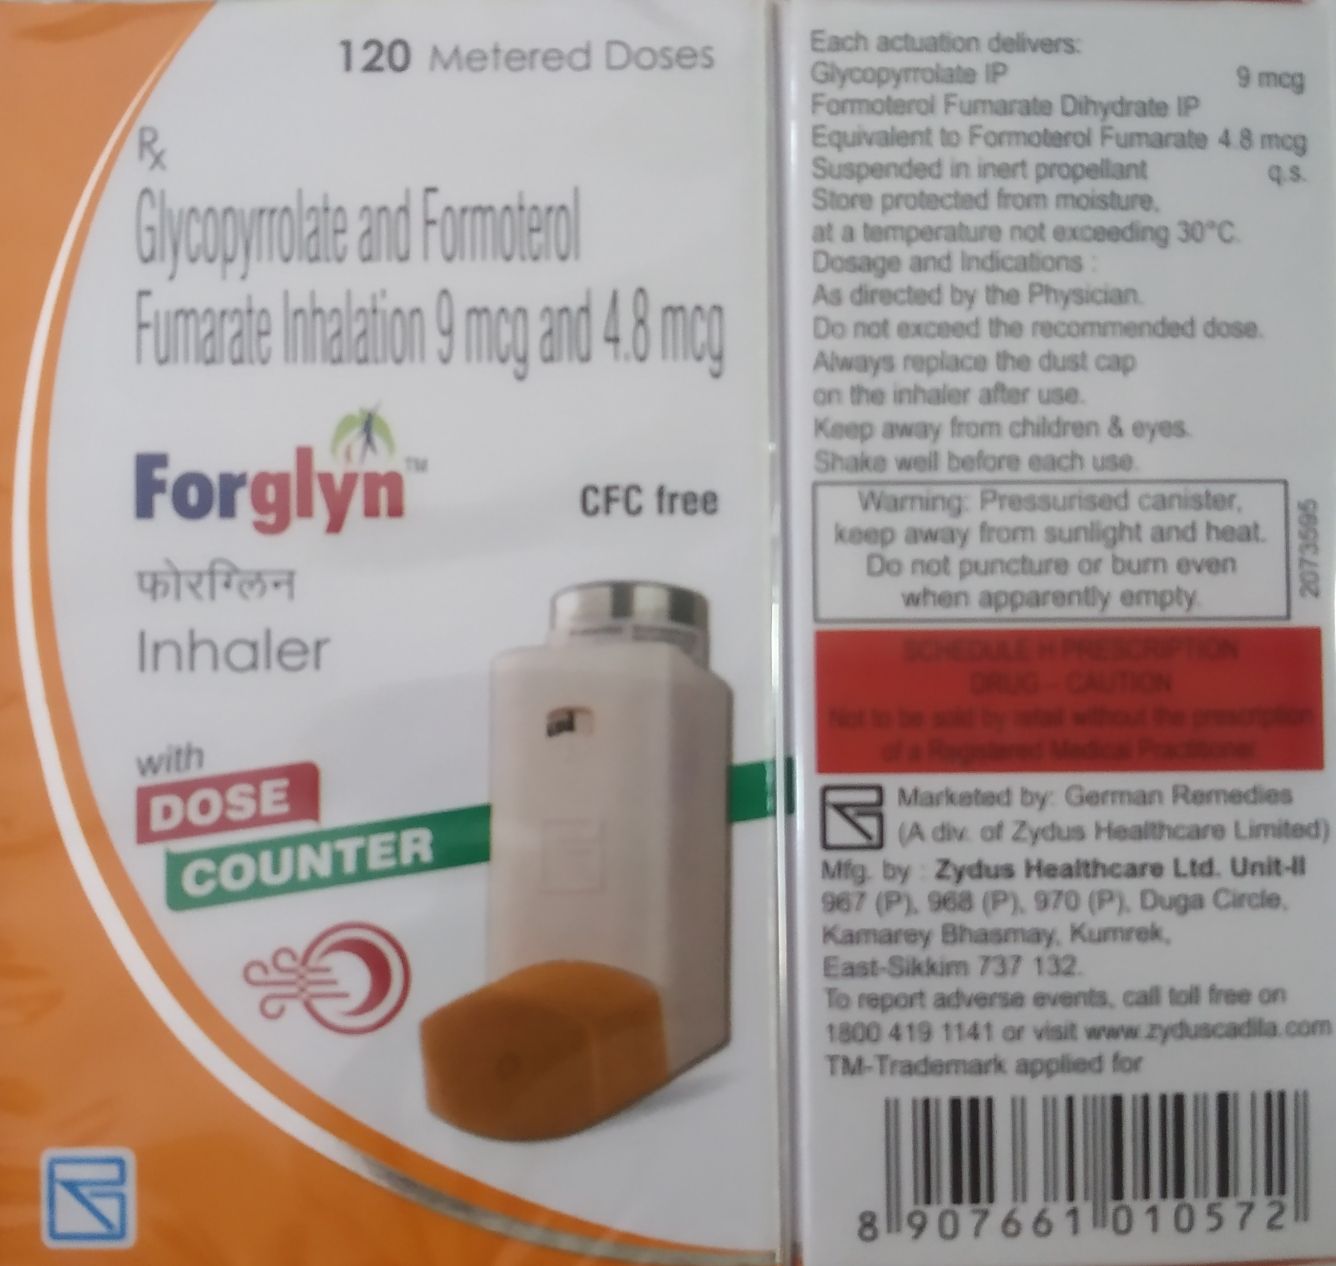 120 Metered Doses
Rx
Glycopyrrolate and Formoterol
Fumarate Inhalation 9 mcg and 4.8 mcg
Forglyn™
CFC free
फोरग्लिन
Inhaler
with
DOSE
COUNTER
Each actuation delivers:
Glycopyrrolate IP 9 mcg
Formoterol Fumarate Dihydrate IP
Equivalent to Formoterol Fumarate 4.8 mcg
Suspended in inert propellant q.s.
Store protected from moisture,
at a temperature not exceeding 30°C.
Dosage and Indications :
As directed by the Physician.
Do not exceed the recommended dose.
Always replace the dust cap
on the inhaler after use.
Keep away from children & eyes.
Shake well before each use.
Warning: Pressurised canister,
keep away from sunlight and heat.
Do not puncture or burn even
when apparently empty.
2073595
SCHEDULE H PRESCRIPTION
DRUG – CAUTION
Not to be sold by retail without the prescription
of a Registered Medical Practitioner
Marketed by: German Remedies
(A div. of Zydus Healthcare Limited)
Mfg. by : Zydus Healthcare Ltd. Unit-II
967 (P), 968 (P), 970 (P), Duga Circle,
Kamarey Bhasmay, Kumrek,
East-Sikkim 737 132.
To report adverse events, call toll free on
1800 419 1141 or visit www.zyduscadila.com
TM-Trademark applied for
8 907661 010572